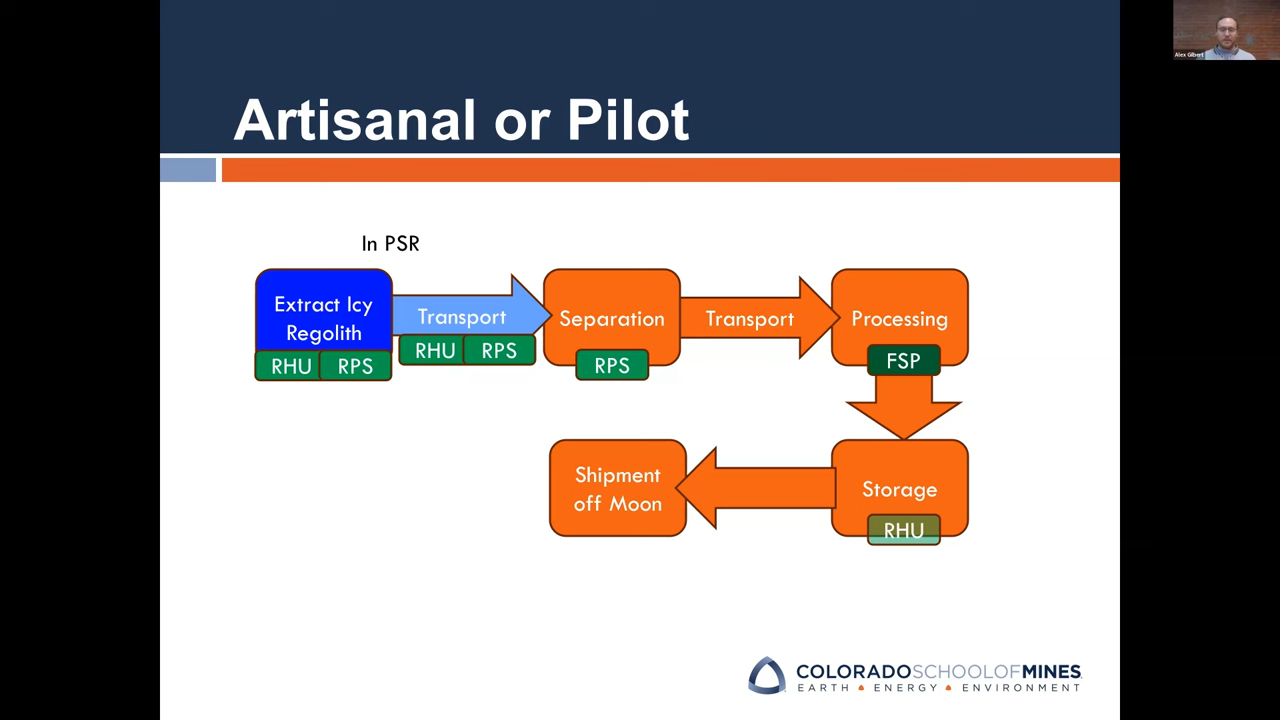 Artisanal or Pilot
Alex Gilbert
In PSR
Extract Icy
Regolith
RHU RPS
Transport
RHU RPS
Separation
RPS
Transport
Processing
FSP
Storage
RHU
Shipment
off Moon
COLORADOSCHOOLOFMINES
EARTH ENERGY ENVIRONMENT